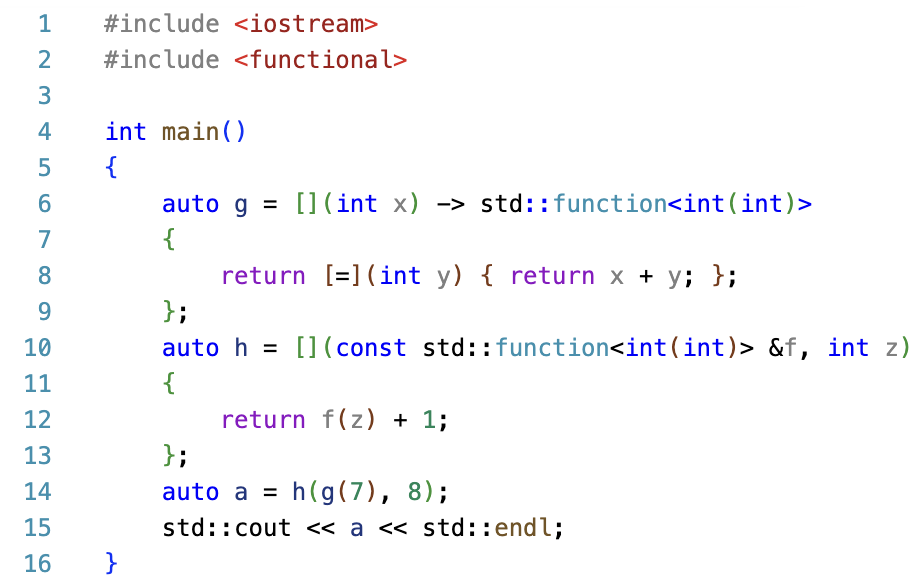 1 #include <iostream>
2 #include <functional>
3
4 int main()
5 {
6     auto g = [](int x) -> std::function<int(int)>
7     {
8         return [=](int y) { return x + y; };
9     };
10     auto h = [](const std::function<int(int)> &f, int z)
11     {
12         return f(z) + 1;
13     };
14     auto a = h(g(7), 8);
15     std::cout << a << std::endl;
16 }